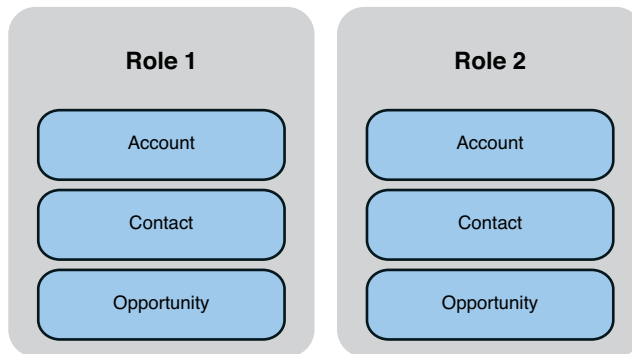 Role 1
Account
Contact
Opportunity
Role 2
Account
Contact
Opportunity